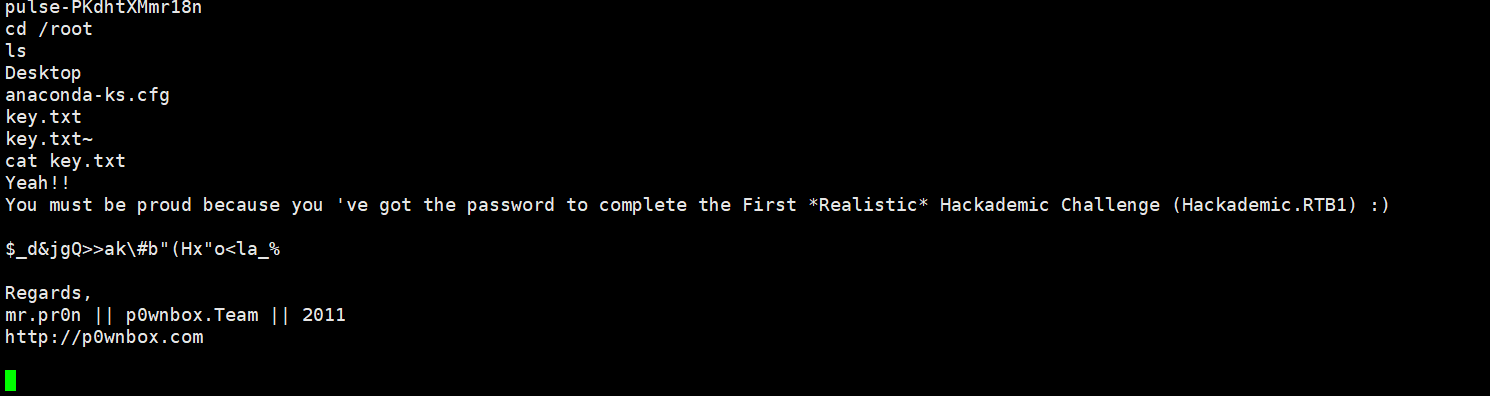 pulse-PKdhtXMmr18n
cd /root
ls
Desktop
anaconda-ks.cfg
key.txt
key.txt~
cat key.txt
Yeah!!
You must be proud because you 've got the password to complete the First *Realistic* Hackademic Challenge (Hackademic.RTB1) :)
$_d&jgQ>>ak\#b"(Hx"o<la_%
Regards,
mr.pr0n || p0wnbox.Team || 2011
http://p0wnbox.com